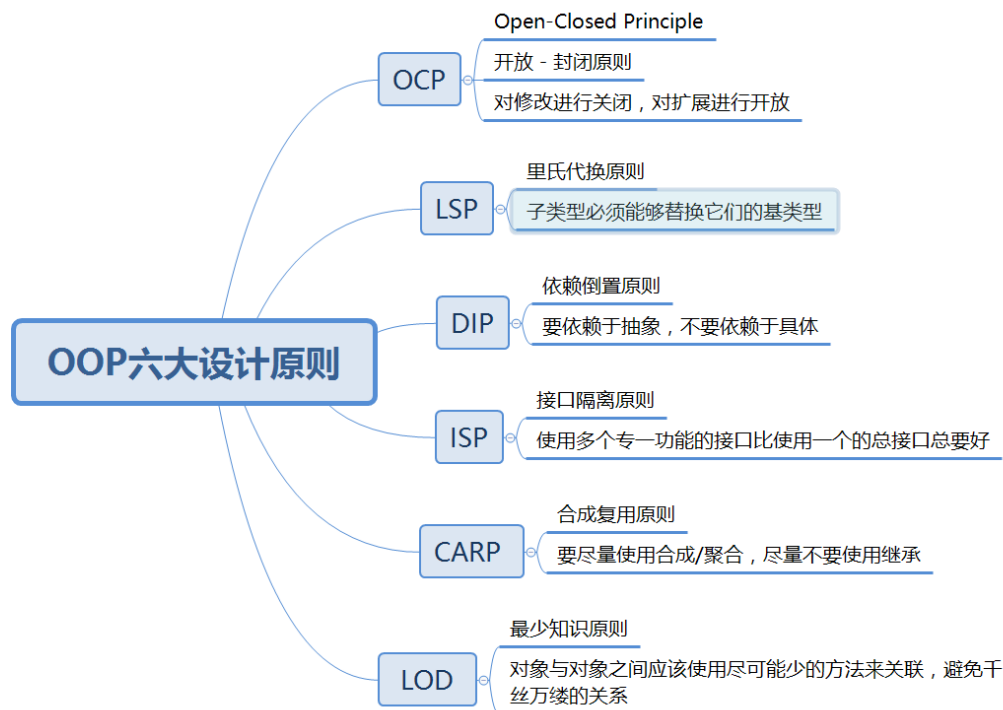 Open-Closed Principle
OCP
开放－封闭原则
对修改进行关闭，对扩展进行开放
里氏代换原则
LSP
子类型必须能够替换它们的基类型
依赖倒置原则
DIP
要依赖于抽象，不要依赖于具体
OOP六大设计原则
接口隔离原则
ISP
使用多个专一功能的接口比使用一个的总接口总要好
合成复用原则
CARP
要尽量使用合成/聚合，尽量不要使用继承
最少知识原则
LOD
对象与对象之间应该使用尽可能少的方法来关联，避免千
丝万缕的关系